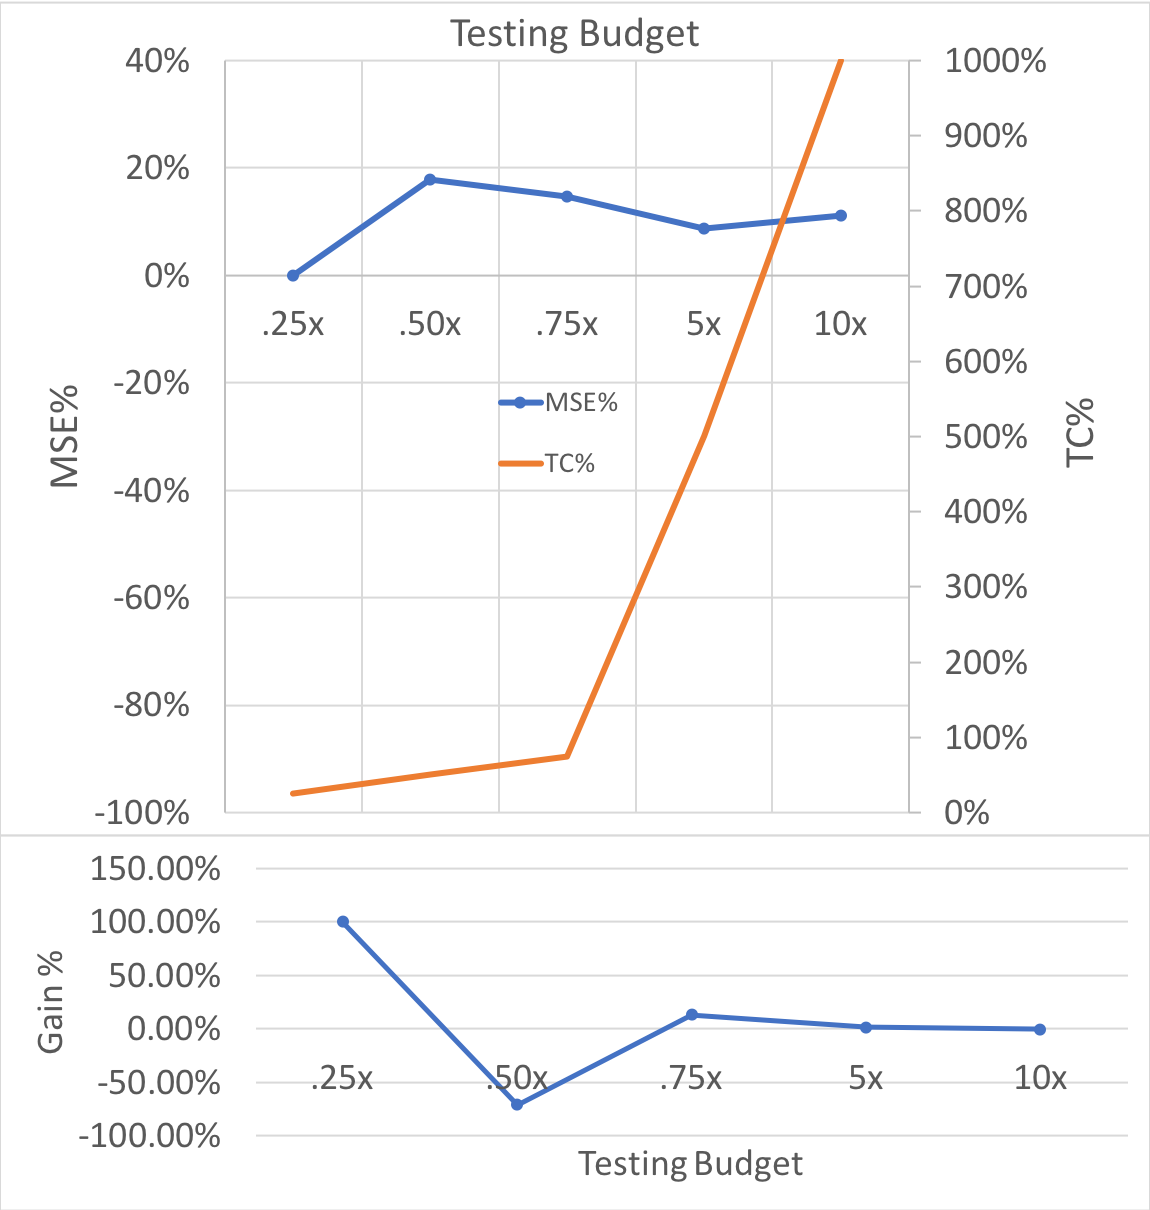 Testing Budget
40%
20%
0%
-20%
-40%
-60%
-80%
-100%
MSE%
.25x .50x .75x 5x 10x
MSE%
TC%
1000%
900%
800%
700%
600%
500%
400%
300%
200%
100%
0%
TC%
150.00%
100.00%
50.00%
0.00%
-50.00%
-100.00%
Gain %
.25x .50x .75x 5x 10x
Testing Budget